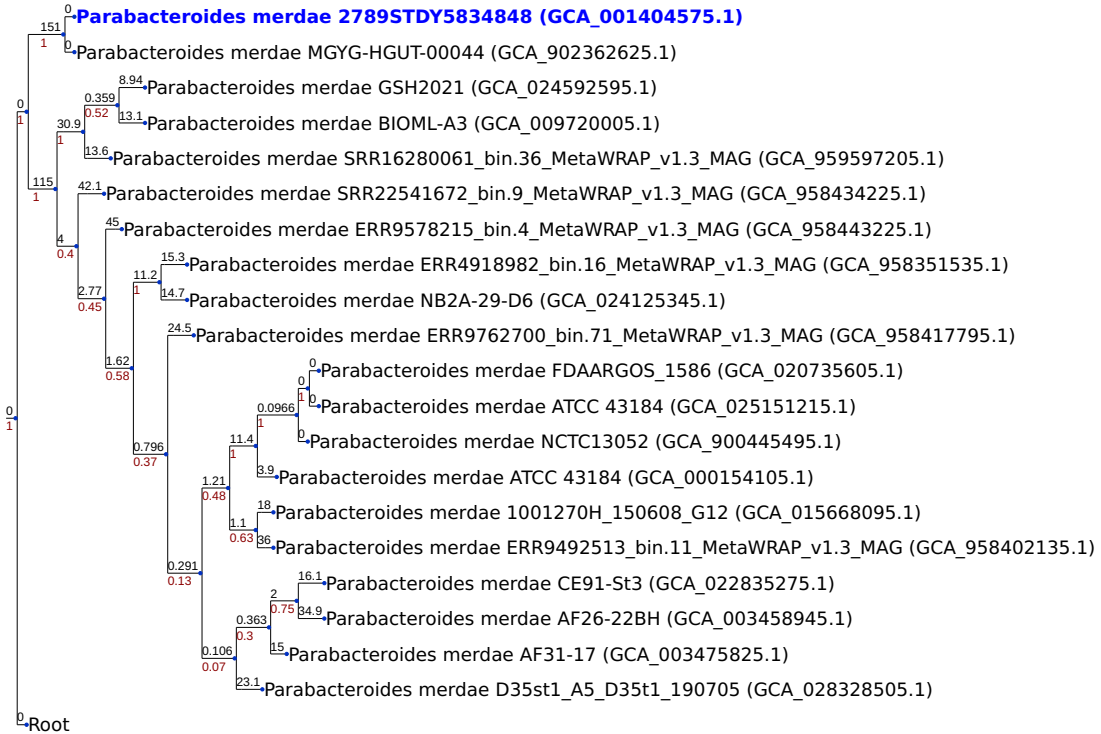 0
Parabacteroides merdae 2789STDY5834848 (GCA_001404575.1)
151
1
0
Parabacteroides merdae MGYG-HGUT-00044 (GCA_902362625.1)
8.94
Parabacteroides merdae GSH2021 (GCA_024592595.1)
0
1
0.359
0.52
13.1
Parabacteroides merdae BIOML-A3 (GCA_009720005.1)
30.9
1
13.6
Parabacteroides merdae SRR16280061_bin.36_MetaWRAP_v1.3_MAG (GCA_959597205.1)
115
1
42.1
Parabacteroides merdae SRR22541672_bin.9_MetaWRAP_v1.3_MAG (GCA_958434225.1)
45
Parabacteroides merdae ERR9578215_bin.4_MetaWRAP_v1.3_MAG (GCA_958443225.1)
4
0.4
15.3
Parabacteroides merdae ERR4918982_bin.16_MetaWRAP_v1.3_MAG (GCA_958351535.1)
11.2
1
2.77
0.45
14.7
Parabacteroides merdae NB2A-29-D6 (GCA_024125345.1)
24.5
Parabacteroides merdae ERR9762700_bin.71_MetaWRAP_v1.3_MAG (GCA_958417795.1)
1.62
0.58
0
Parabacteroides merdae FDAARGOS_1586 (GCA_020735605.1)
0
1
0
Parabacteroides merdae ATCC 43184 (GCA_025151215.1)
0
1
0.0966
1
0
Parabacteroides merdae NCTC13052 (GCA_900445495.1)
0.796
0.37
11.4
1
3.9
Parabacteroides merdae ATCC 43184 (GCA_000154105.1)
1.21
0.48
18
Parabacteroides merdae 1001270H_150608_G12 (GCA_015668095.1)
1.1
0.63
36
Parabacteroides merdae ERR9492513_bin.11_MetaWRAP_v1.3_MAG (GCA_958402135.1)
0.291
0.13
16.1
Parabacteroides merdae CE91-St3 (GCA_022835275.1)
2
0.75
34.9
Parabacteroides merdae AF26-22BH (GCA_003458945.1)
0.363
0.3
15
Parabacteroides merdae AF31-17 (GCA_003475825.1)
0.106
0.07
23.1
Parabacteroides merdae D35st1_A5_D35t1_190705 (GCA_028328505.1)
0
Root